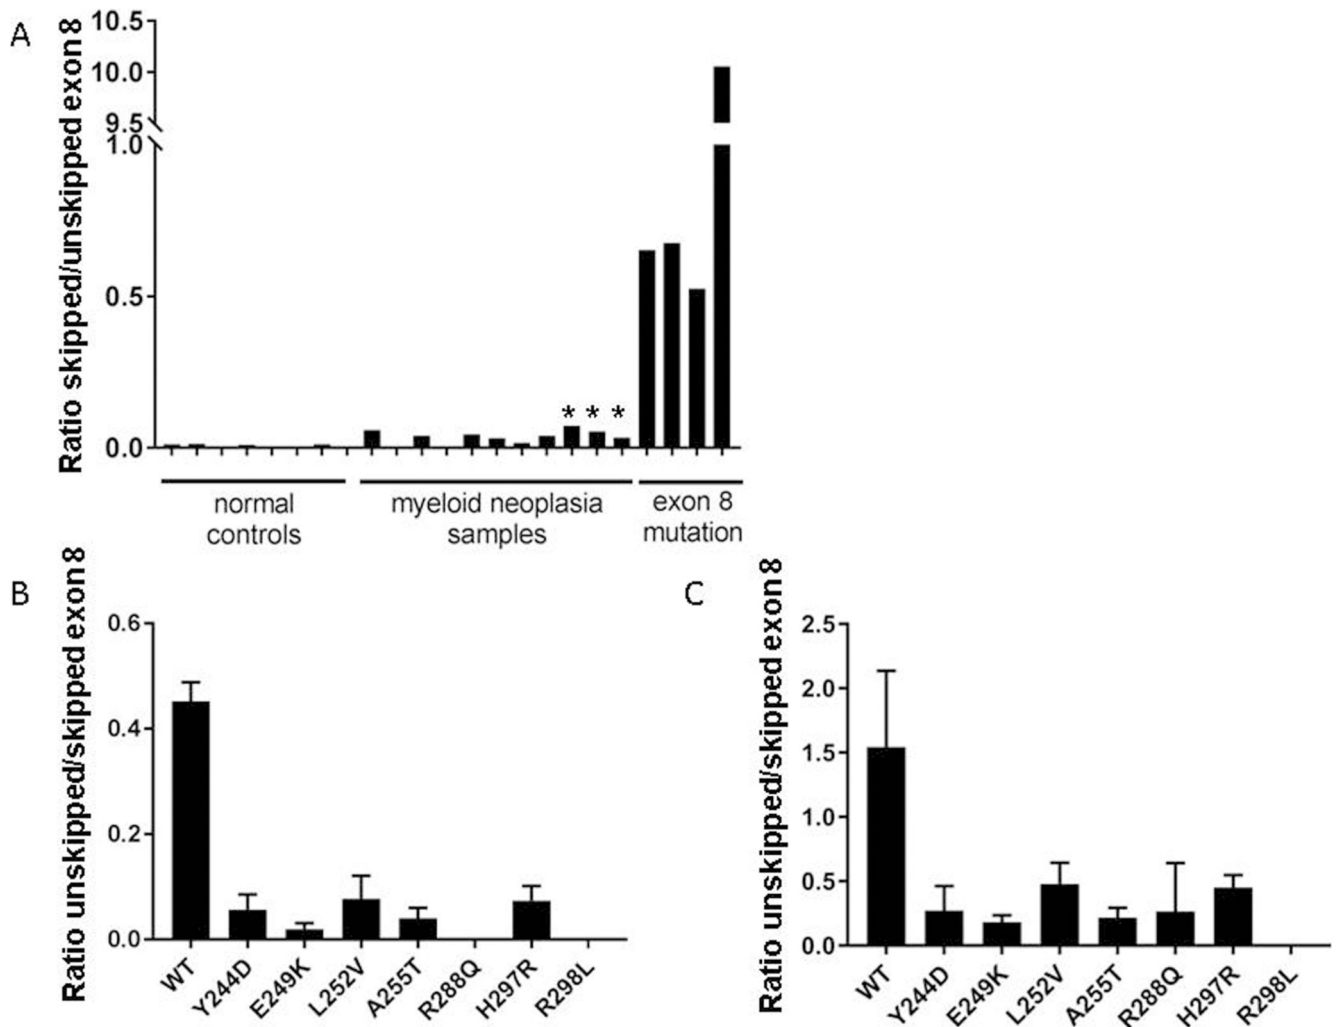 A
Ratio skipped/unskipped exon 8
10.5
10.0
9.5
1.0
0.5
0.0
* * *
normal
controls
myeloid neoplasia
samples
exon 8
mutation
B
Ratio unskipped/skipped exon 8
0.6
0.4
0.2
0.0
WT
Y244D
E249K
L252V
A255T
R288Q
H297R
R298L
C
Ratio unskipped/skipped exon 8
2.5
2.0
1.5
1.0
0.5
0.0
WT
Y244D
E249K
L252V
A255T
R288Q
H297R
R298L